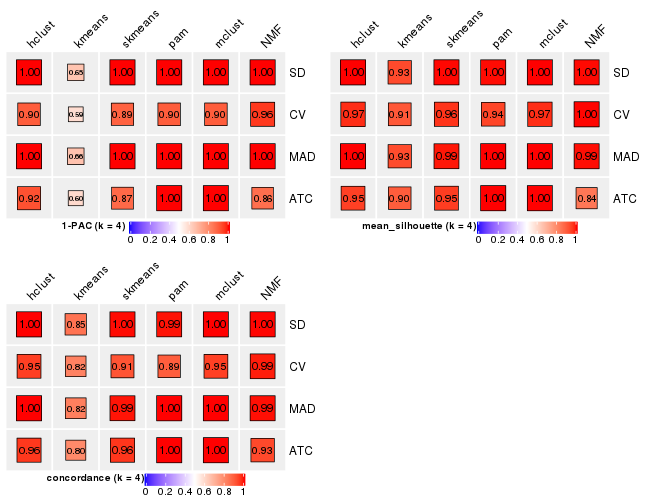 hclust kmeans skmeans pam mclust NMF
1.00 0.65 1.00 1.00 1.00 1.00 SD
0.90 0.59 0.89 0.90 0.90 0.96 CV
1.00 0.66 1.00 1.00 1.00 1.00 MAD
0.92 0.60 0.87 1.00 1.00 0.86 ATC
1-PAC (k = 4) 0 0.2 0.4 0.6 0.8 1
hclust kmeans skmeans pam mclust NMF
1.00 0.93 1.00 1.00 1.00 1.00 SD
0.97 0.91 0.96 0.94 0.97 1.00 CV
1.00 0.93 0.99 1.00 1.00 0.99 MAD
0.95 0.90 0.95 1.00 1.00 0.84 ATC
mean_silhouette (k = 4) 0 0.2 0.4 0.6 0.8 1
hclust kmeans skmeans pam mclust NMF
1.00 0.85 1.00 0.99 1.00 1.00 SD
0.95 0.82 0.91 0.89 0.95 0.99 CV
1.00 0.82 0.99 1.00 1.00 0.99 MAD
0.96 0.80 0.96 1.00 1.00 0.93 ATC
concordance (k = 4) 0 0.2 0.4 0.6 0.8 1